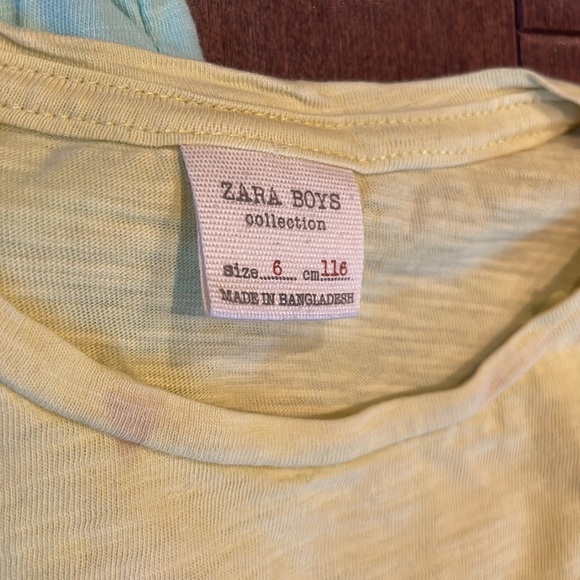 ZARA BOYS
collection
size...6.... cm.116
MADE IN BANGLADESH